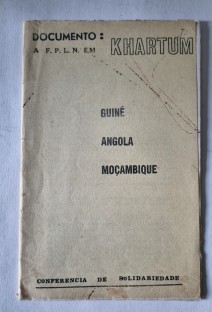 DOCUMENTO:
A F. P. L. N. EM KHARTUM
GUINÉ
ANGOLA
MOÇAMBIQUE
CONFERENCIA DE SOLIDARIEDADE